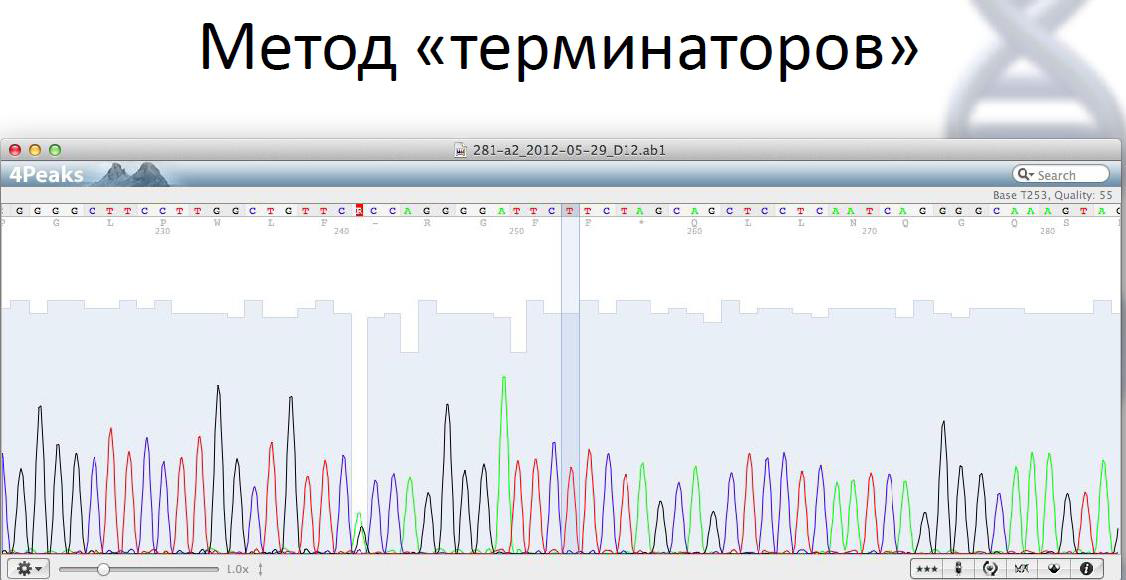 Метод «терминаторов»
281-a2_2012-05-29_D12.ab1
4Peaks
Search
Base T253, Quality: 55
G G G G C T T C C T T G G C T G T T C R C C A G G G G A T T C T T C T A G C A G C T C C T C A A T C A G G G G C A A A G T A G
P G L P W L F - R G F F * Q L L N Q G Q S
230 240 250 260 270 280
1.0x